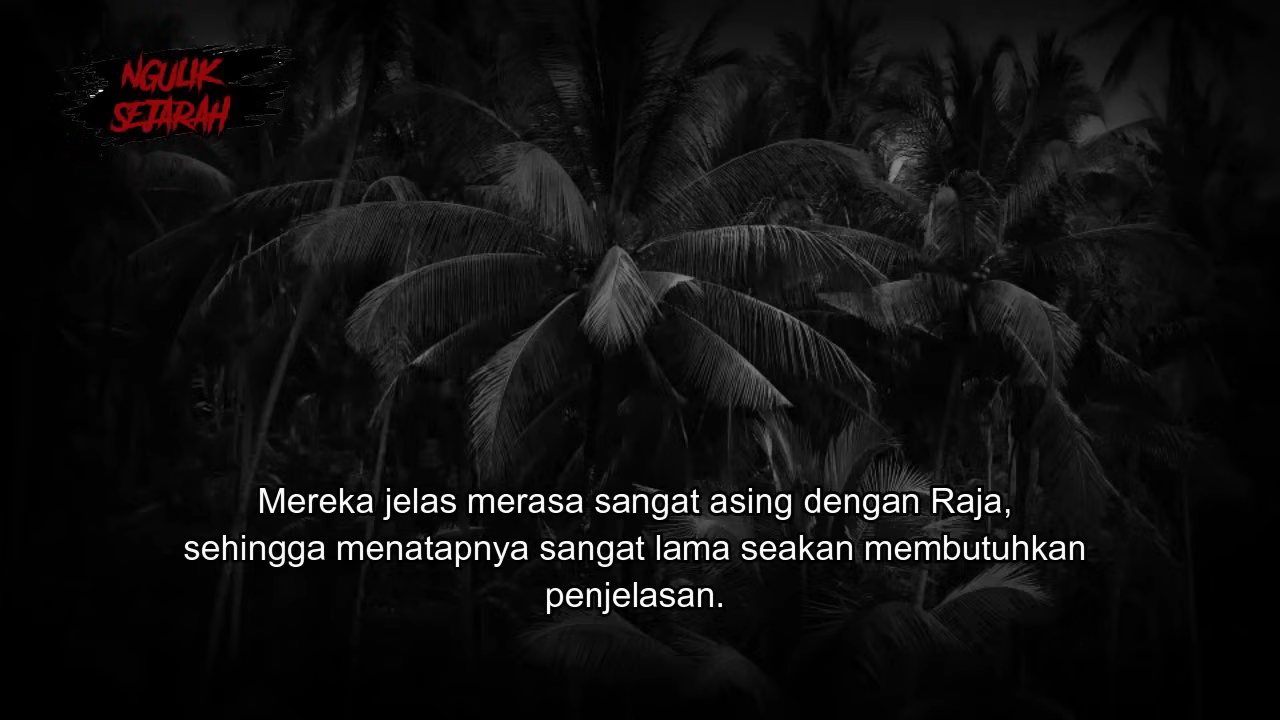 NGULIK
SEJARAH
Mereka jelas merasa sangat asing dengan Raja,
sehingga menatapnya sangat lama seakan membutuhkan
penjelasan.